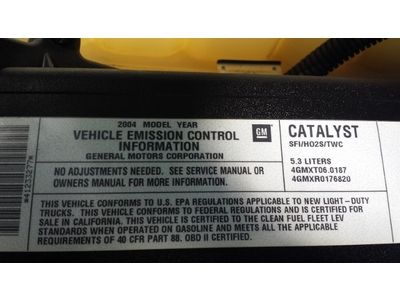 2004 MODEL YEAR
VEHICLE EMISSION CONTROL
INFORMATION
GENERAL MOTORS CORPORATION
GM
CATALYST
SFI/HO2S/TWC
NO ADJUSTMENTS NEEDED. SEE SERVICE MANUAL OR
OWNERS MANUAL FOR MORE INFORMATION.
5.3 LITERS
4GMXT06.0187
4GMXR0176820
THIS VEHICLE CONFORMS TO U.S. EPA REGULATIONS APPLICABLE TO NEW LIGHT-DUTY
TRUCKS. THIS VEHICLE CONFORMS TO FEDERAL REGULATIONS AND IS CERTIFIED FOR
SALE IN CALIFORNIA. THIS VEHICLE IS CERTIFIED TO THE CLEAN FUEL FLEET LEV
STANDARDS WHEN OPERATED ON GASOLINE AND MEETS ALL THE APPLICABLE
REQUIREMENTS OF 40 CFR PART 88. OBD II CERTIFIED.